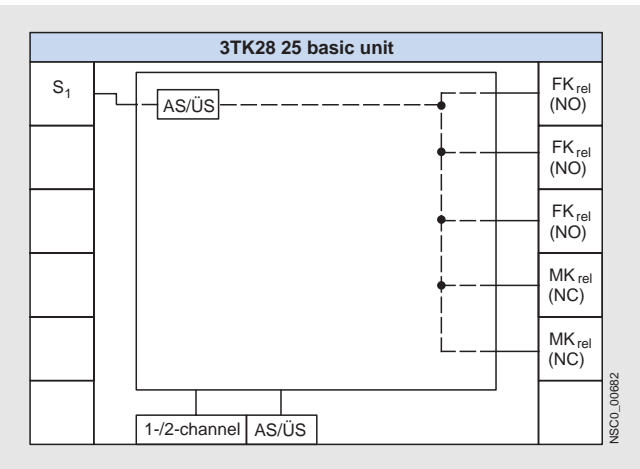 3TK28 25 basic unit
S1
AS/ÜS
FKrel
(NO)
FKrel
(NO)
FKrel
(NO)
MKrel
(NC)
MKrel
(NC)
1-/2-channel AS/ÜS
NSC0_00682